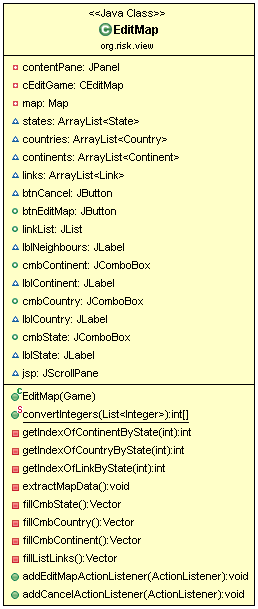 <<Java Class>>
EditMap
org.risk.view
contentPane: JPanel
cEditGame: CEditMap
map: Map
states: ArrayList<State>
countries: ArrayList<Country>
continents: ArrayList<Continent>
links: ArrayList<Link>
btnCancel: JButton
btnEditMap: JButton
linkList: JList
lblNeighbours: JLabel
cmbContinent: JComboBox
lblContinent: JLabel
cmbCountry: JComboBox
lblCountry: JLabel
cmbState: JComboBox
lblState: JLabel
jsp: JScrollPane
EditMap(Game)
convertIntegers(List<Integer>):int[]
getIndexOfContinentByState(int):int
getIndexOfCountryByState(int):int
getIndexOfLinkByState(int):int
extractMapData():void
fillCmbState():Vector
fillCmbCountry():Vector
fillCmbContinent():Vector
fillListLinks():Vector
addEditMapActionListener(ActionListener):void
addCancelActionListener(ActionListener):void